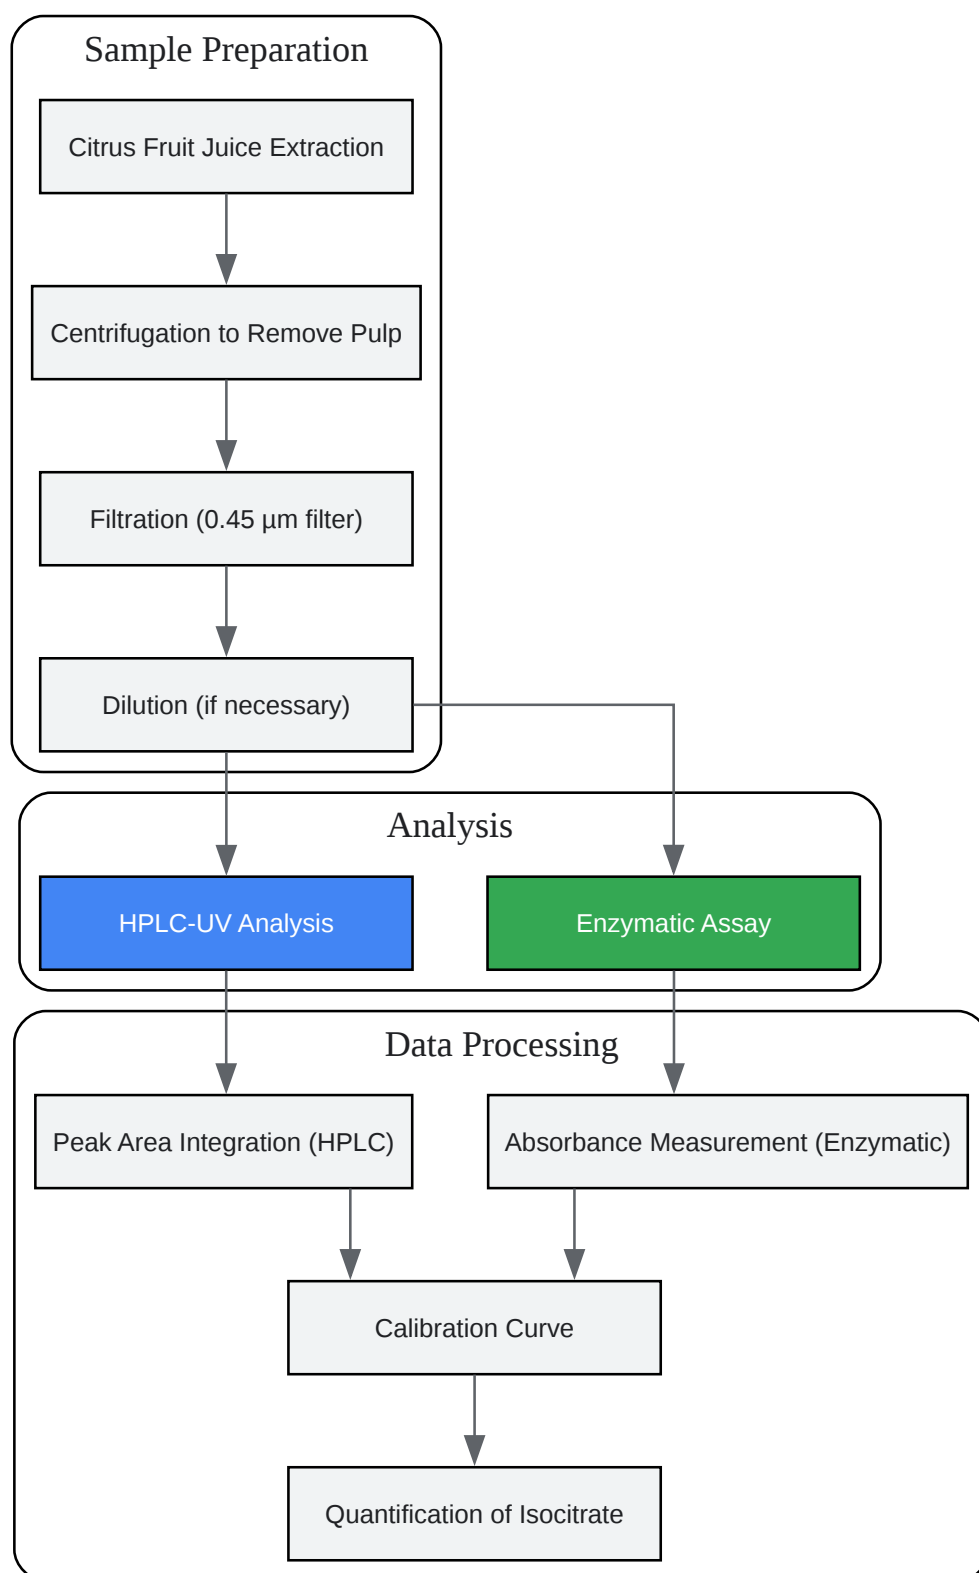 Sample Preparation
Citrus Fruit Juice Extraction
Centrifugation to Remove Pulp
Filtration (0.45 µm filter)
Dilution (if necessary)
Analysis
HPLC-UV Analysis
Enzymatic Assay
Data Processing
Peak Area Integration (HPLC)
Absorbance Measurement (Enzymatic)
Calibration Curve
Quantification of Isocitrate